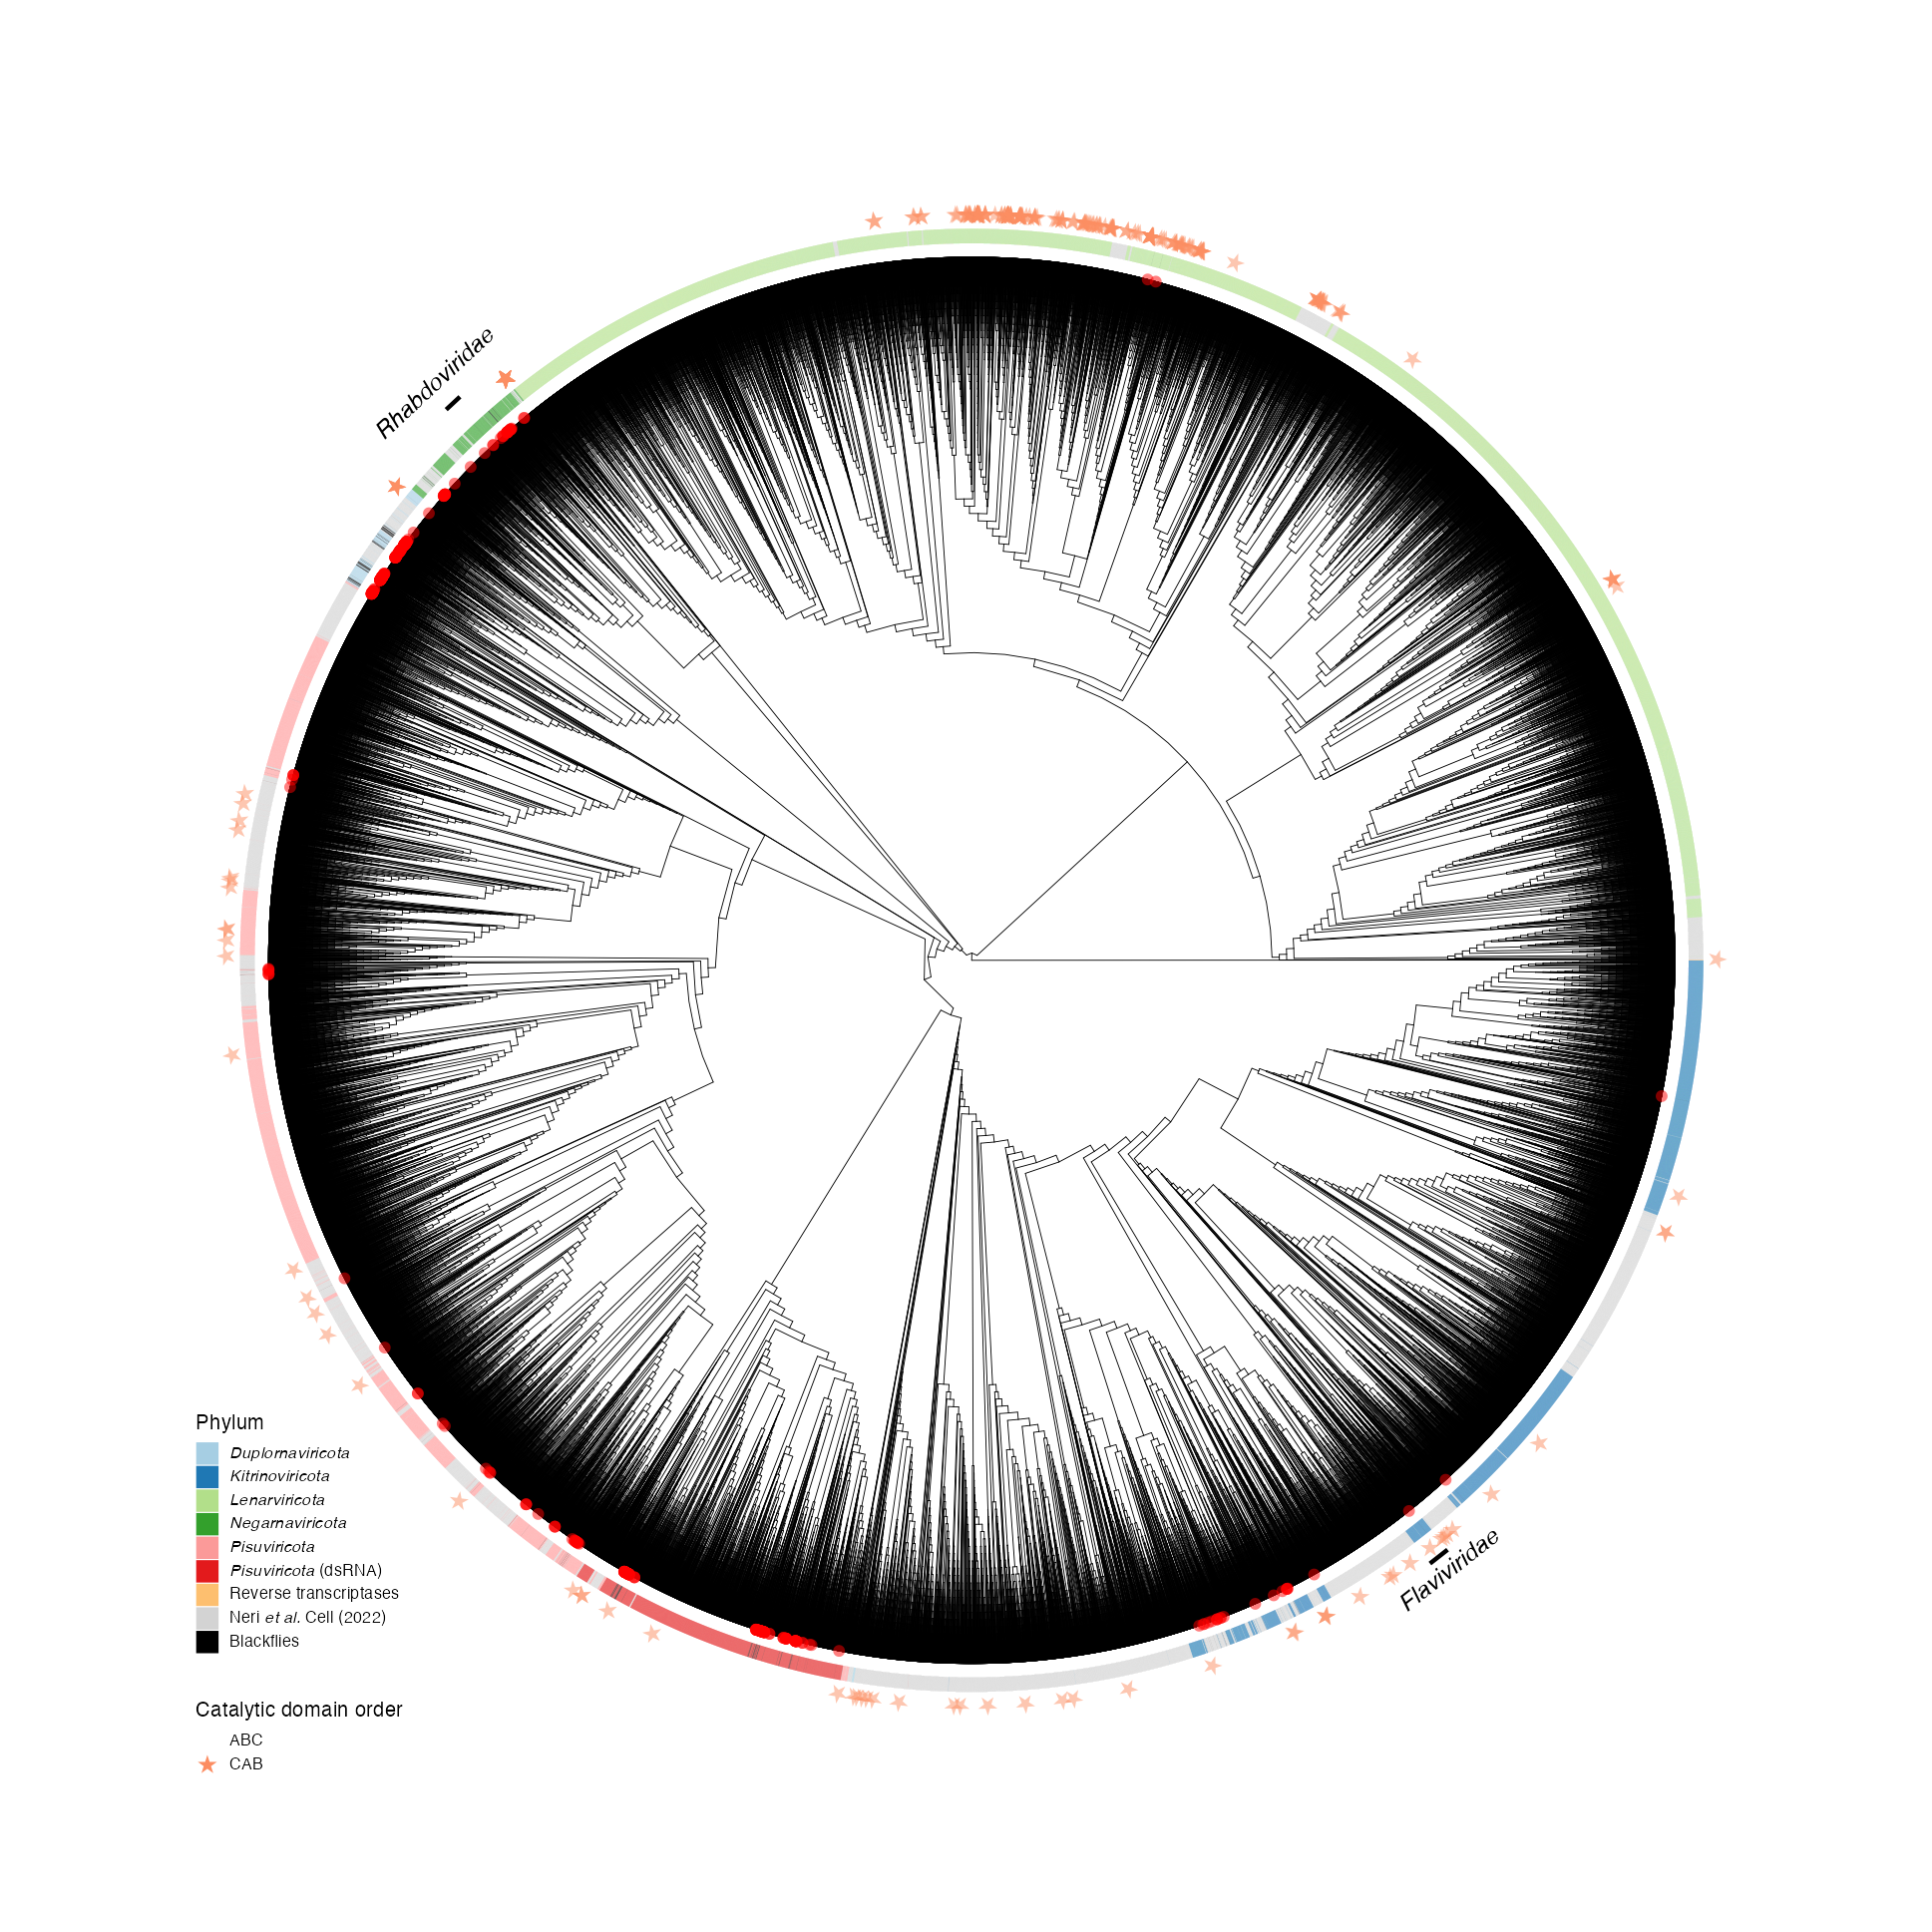 Rhabdoviridae
Flaviviridae
Phylum
Duplornaviricota
Kitrinoviricota
Lenarviricota
Negarnaviricota
Pisuviricota
Pisuviricota (dsRNA)
Reverse transcriptases
Neri et al. Cell (2022)
Blackflies
Catalytic domain order
ABC
CAB